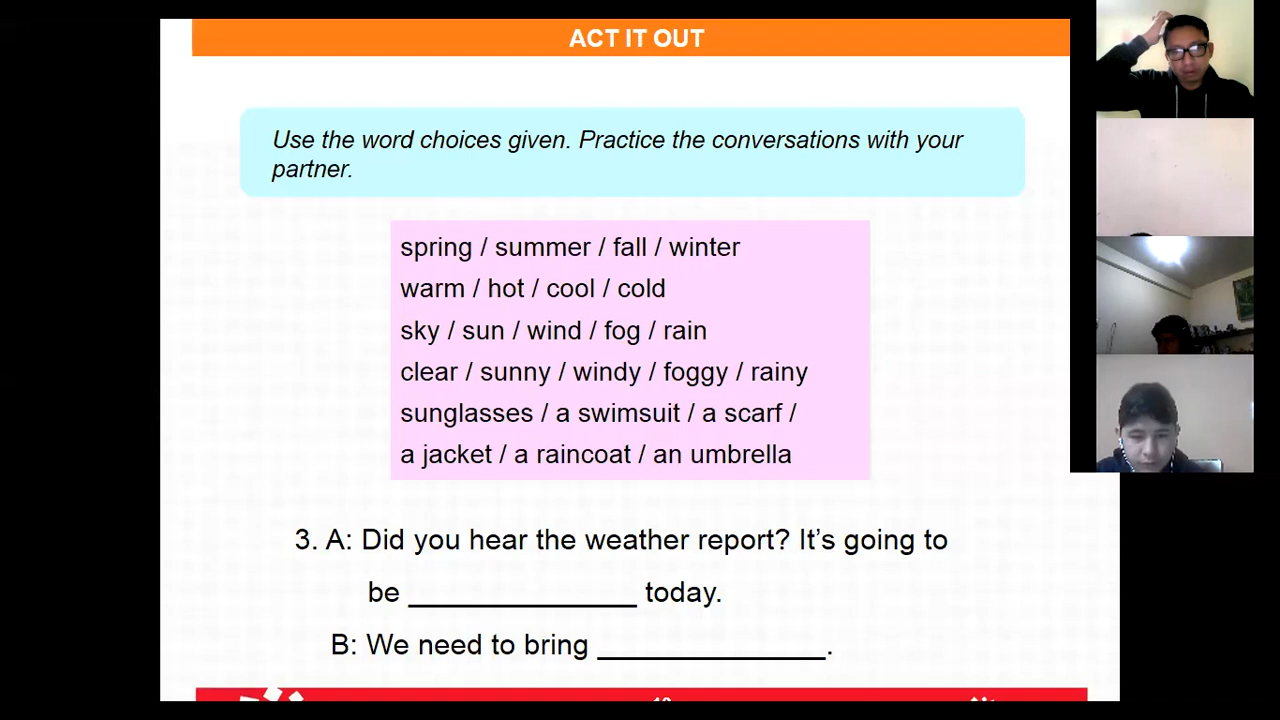 ACT IT OUT
Use the word choices given. Practice the conversations with your
partner.
spring / summer / fall / winter
warm / hot / cool / cold
sky / sun / wind / fog / rain
clear / sunny / windy / foggy / rainy
sunglasses / a swimsuit / a scarf /
a jacket / a raincoat / an umbrella
3. A: Did you hear the weather report? It’s going to
be _______________ today.
B: We need to bring _______________.